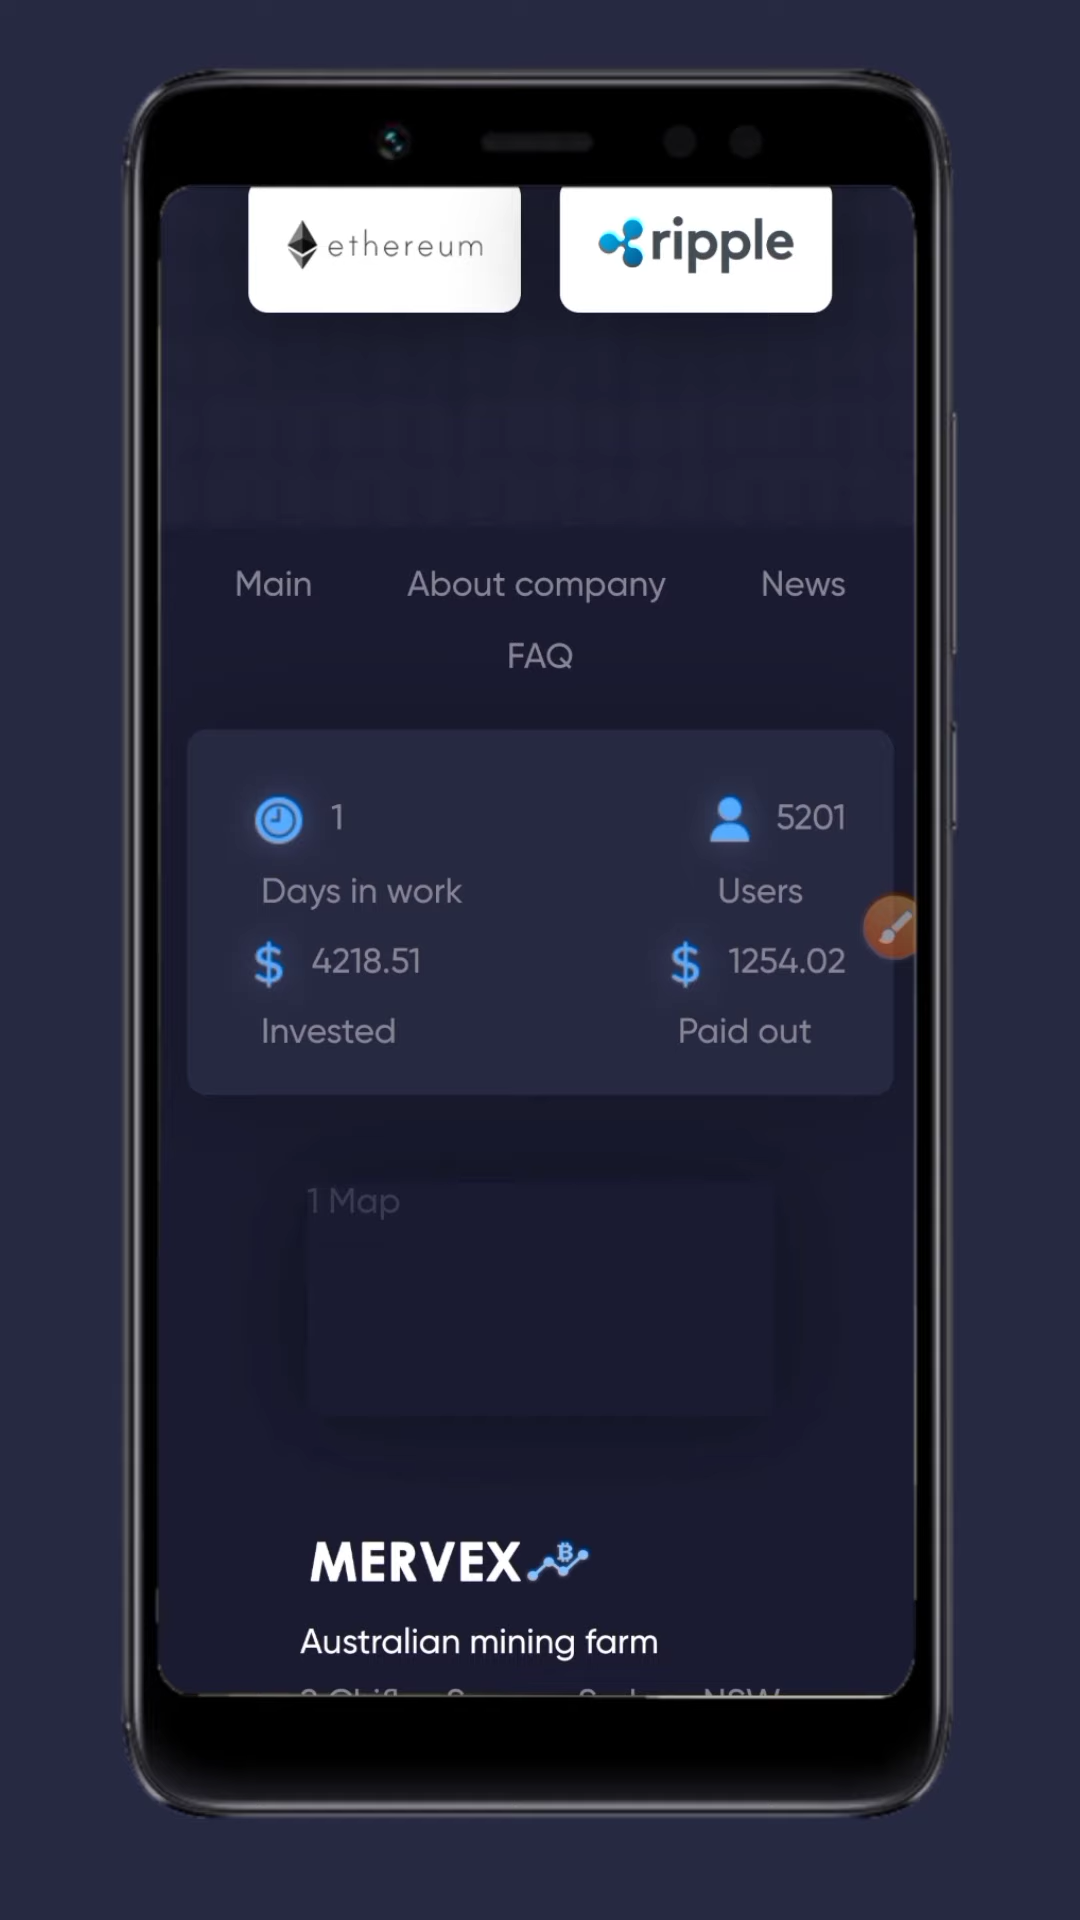 ethereum
ripple
Main
About company
News
FAQ
1
5201
Days in work
Users
$ 4218.51
$ 1254.02
Invested
Paid out
1 Map
MERVEX
Australian mining farm